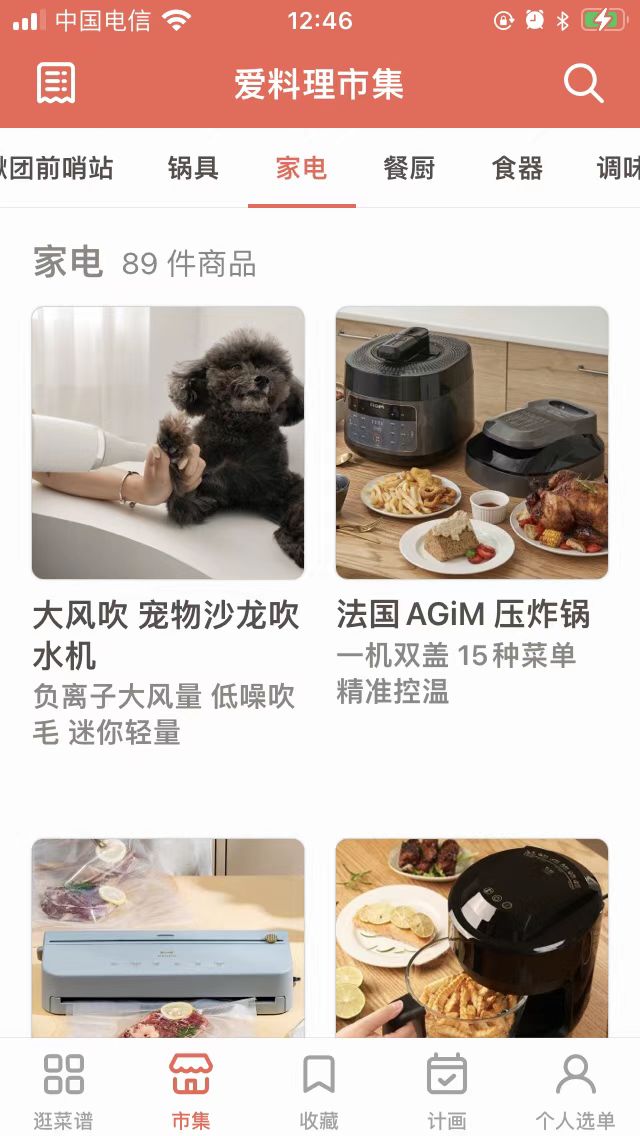 中国电信
12:46
爱料理市集
揪团前哨站 锅具 家电 餐厨 食器 调味
家电 89 件商品
AGiM
大风吹 宠物沙龙吹
水机
负离子大风量 低噪吹
毛 迷你轻量
法国 AGiM 压炸锅
一机双盖 15 种菜单
精准控温
逛菜谱 市集 收藏 计画 个人选单